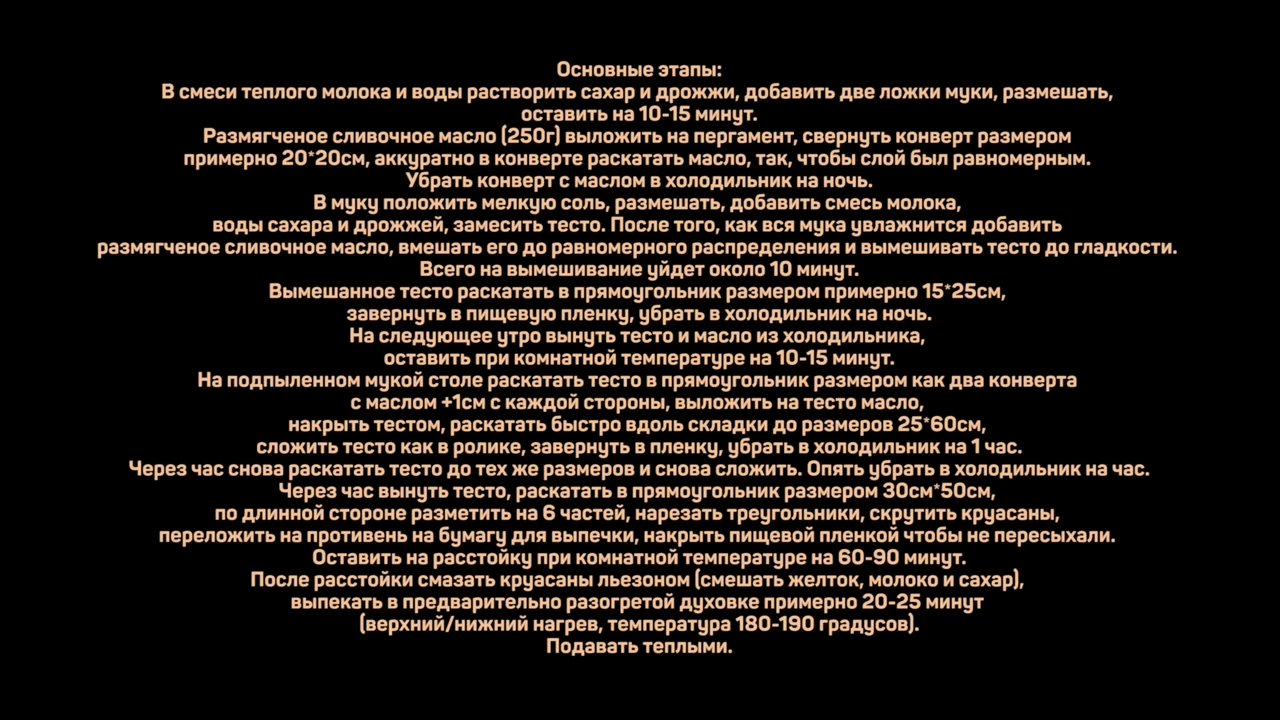 Основные этапы:
В смеси теплого молока и воды растворить сахар и дрожжи, добавить две ложки муки, размешать,
оставить на 10-15 минут.
Размягченое сливочное масло (250г) выложить на пергамент, свернуть конверт размером
примерно 20*20см, аккуратно в конверте раскатать масло, так, чтобы слой был равномерным.
Убрать конверт с маслом в холодильник на ночь.
В муку положить мелкую соль, размешать, добавить смесь молока,
воды сахара и дрожжей, замесить тесто. После того, как вся мука увлажнится добавить
размягченое сливочное масло, вмешать его до равномерного распределения и вымешивать тесто до гладкости.
Всего на вымешивание уйдет около 10 минут.
Вымешанное тесто раскатать в прямоугольник размером примерно 15*25см,
завернуть в пищевую пленку, убрать в холодильник на ночь.
На следующее утро вынуть тесто и масло из холодильника,
оставить при комнатной температуре на 10-15 минут.
На подпыленном мукой столе раскатать тесто в прямоугольник размером как два конверта
с маслом +1см с каждой стороны, выложить на тесто масло,
накрыть тестом, раскатать быстро вдоль складки до размеров 25*60см,
сложить тесто как в ролике, завернуть в пленку, убрать в холодильник на 1 час.
Через час снова раскатать тесто до тех же размеров и снова сложить. Опять убрать в холодильник на час.
Через час вынуть тесто, раскатать в прямоугольник размером 30см*50см,
по длинной стороне разметить на 6 частей, нарезать треугольники, скрутить круасаны,
переложить на противень на бумагу для выпечки, накрыть пищевой пленкой чтобы не пересыхали.
Оставить на расстойку при комнатной температуре на 60-90 минут.
После расстойки смазать круасаны льезоном (смешать желток, молоко и сахар),
выпекать в предварительно разогретой духовке примерно 20-25 минут
(верхний/нижний нагрев, температура 180-190 градусов).
Подавать теплыми.